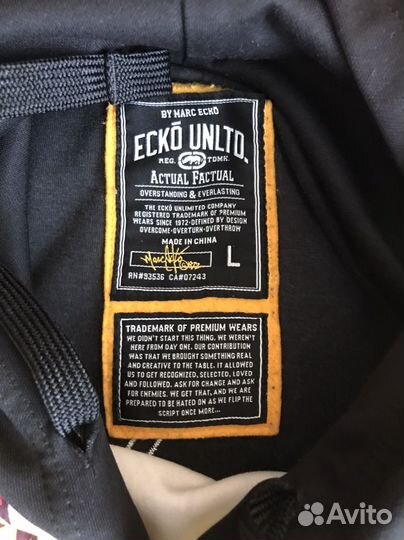 BY MARC ECKŌ
ECKŌ UNLTD.
REG. TDMK.
ACTUAL FACTUAL
OVERSTANDING & EVERLASTING
THE ECKŌ UNLIMITED COMPANY
REGISTERED TRADEMARK OF PREMIUM
WEARS SINCE 1972-DEFINED BY DESIGN
OVERCOME-OVERTURN-OVERTHROW
MADE IN CHINA
L
RN#93536 CA#07243
TRADEMARK OF PREMIUM WEARS
WE DIDN'T START THIS THING. WE WEREN'T
HERE FROM DAY ONE. OUR CONTRIBUTION
WAS THAT WE BROUGHT SOMETHING REAL
AND CREATIVE TO THE TABLE. IT ALLOWED
US TO GET RECOGNIZED, SELECTED, LOVED
AND FOLLOWED. ASK FOR CHANGE AND ASK
FOR ENEMIES. WE GET THAT, AND WE ARE
PREPARED TO BE HATED ON AS WE FLIP THE
SCRIPT ONCE MORE...
Avito